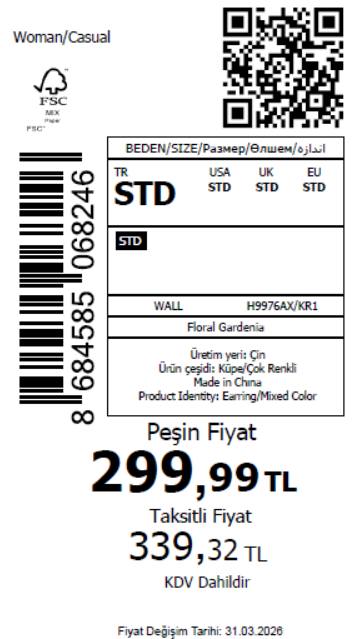 Woman/Casual
FSC
MIX
Paper
FSC™
8 684585 068246
BEDEN/SIZE/Размер/Өлшем/اندازه
TR USA UK EU
STD STD STD STD
STD
WALL H9976AX/KR1
Floral Gardenia
Üretim yeri: Çin
Ürün çeşidi: Küpe/Çok Renkli
Made in China
Product Identity: Earring/Mixed Color
Peşin Fiyat
299,99 TL
Taksitli Fiyat
339,32 TL
KDV Dahildir
Fiyat Değişim Tarihi: 31.03.2026